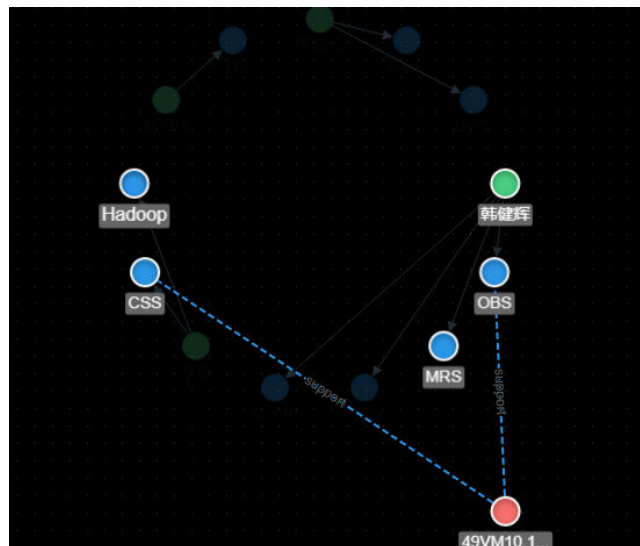 Hadoop
韩健辉
CSS
OBS
MRS
support
support
49VM10.1...